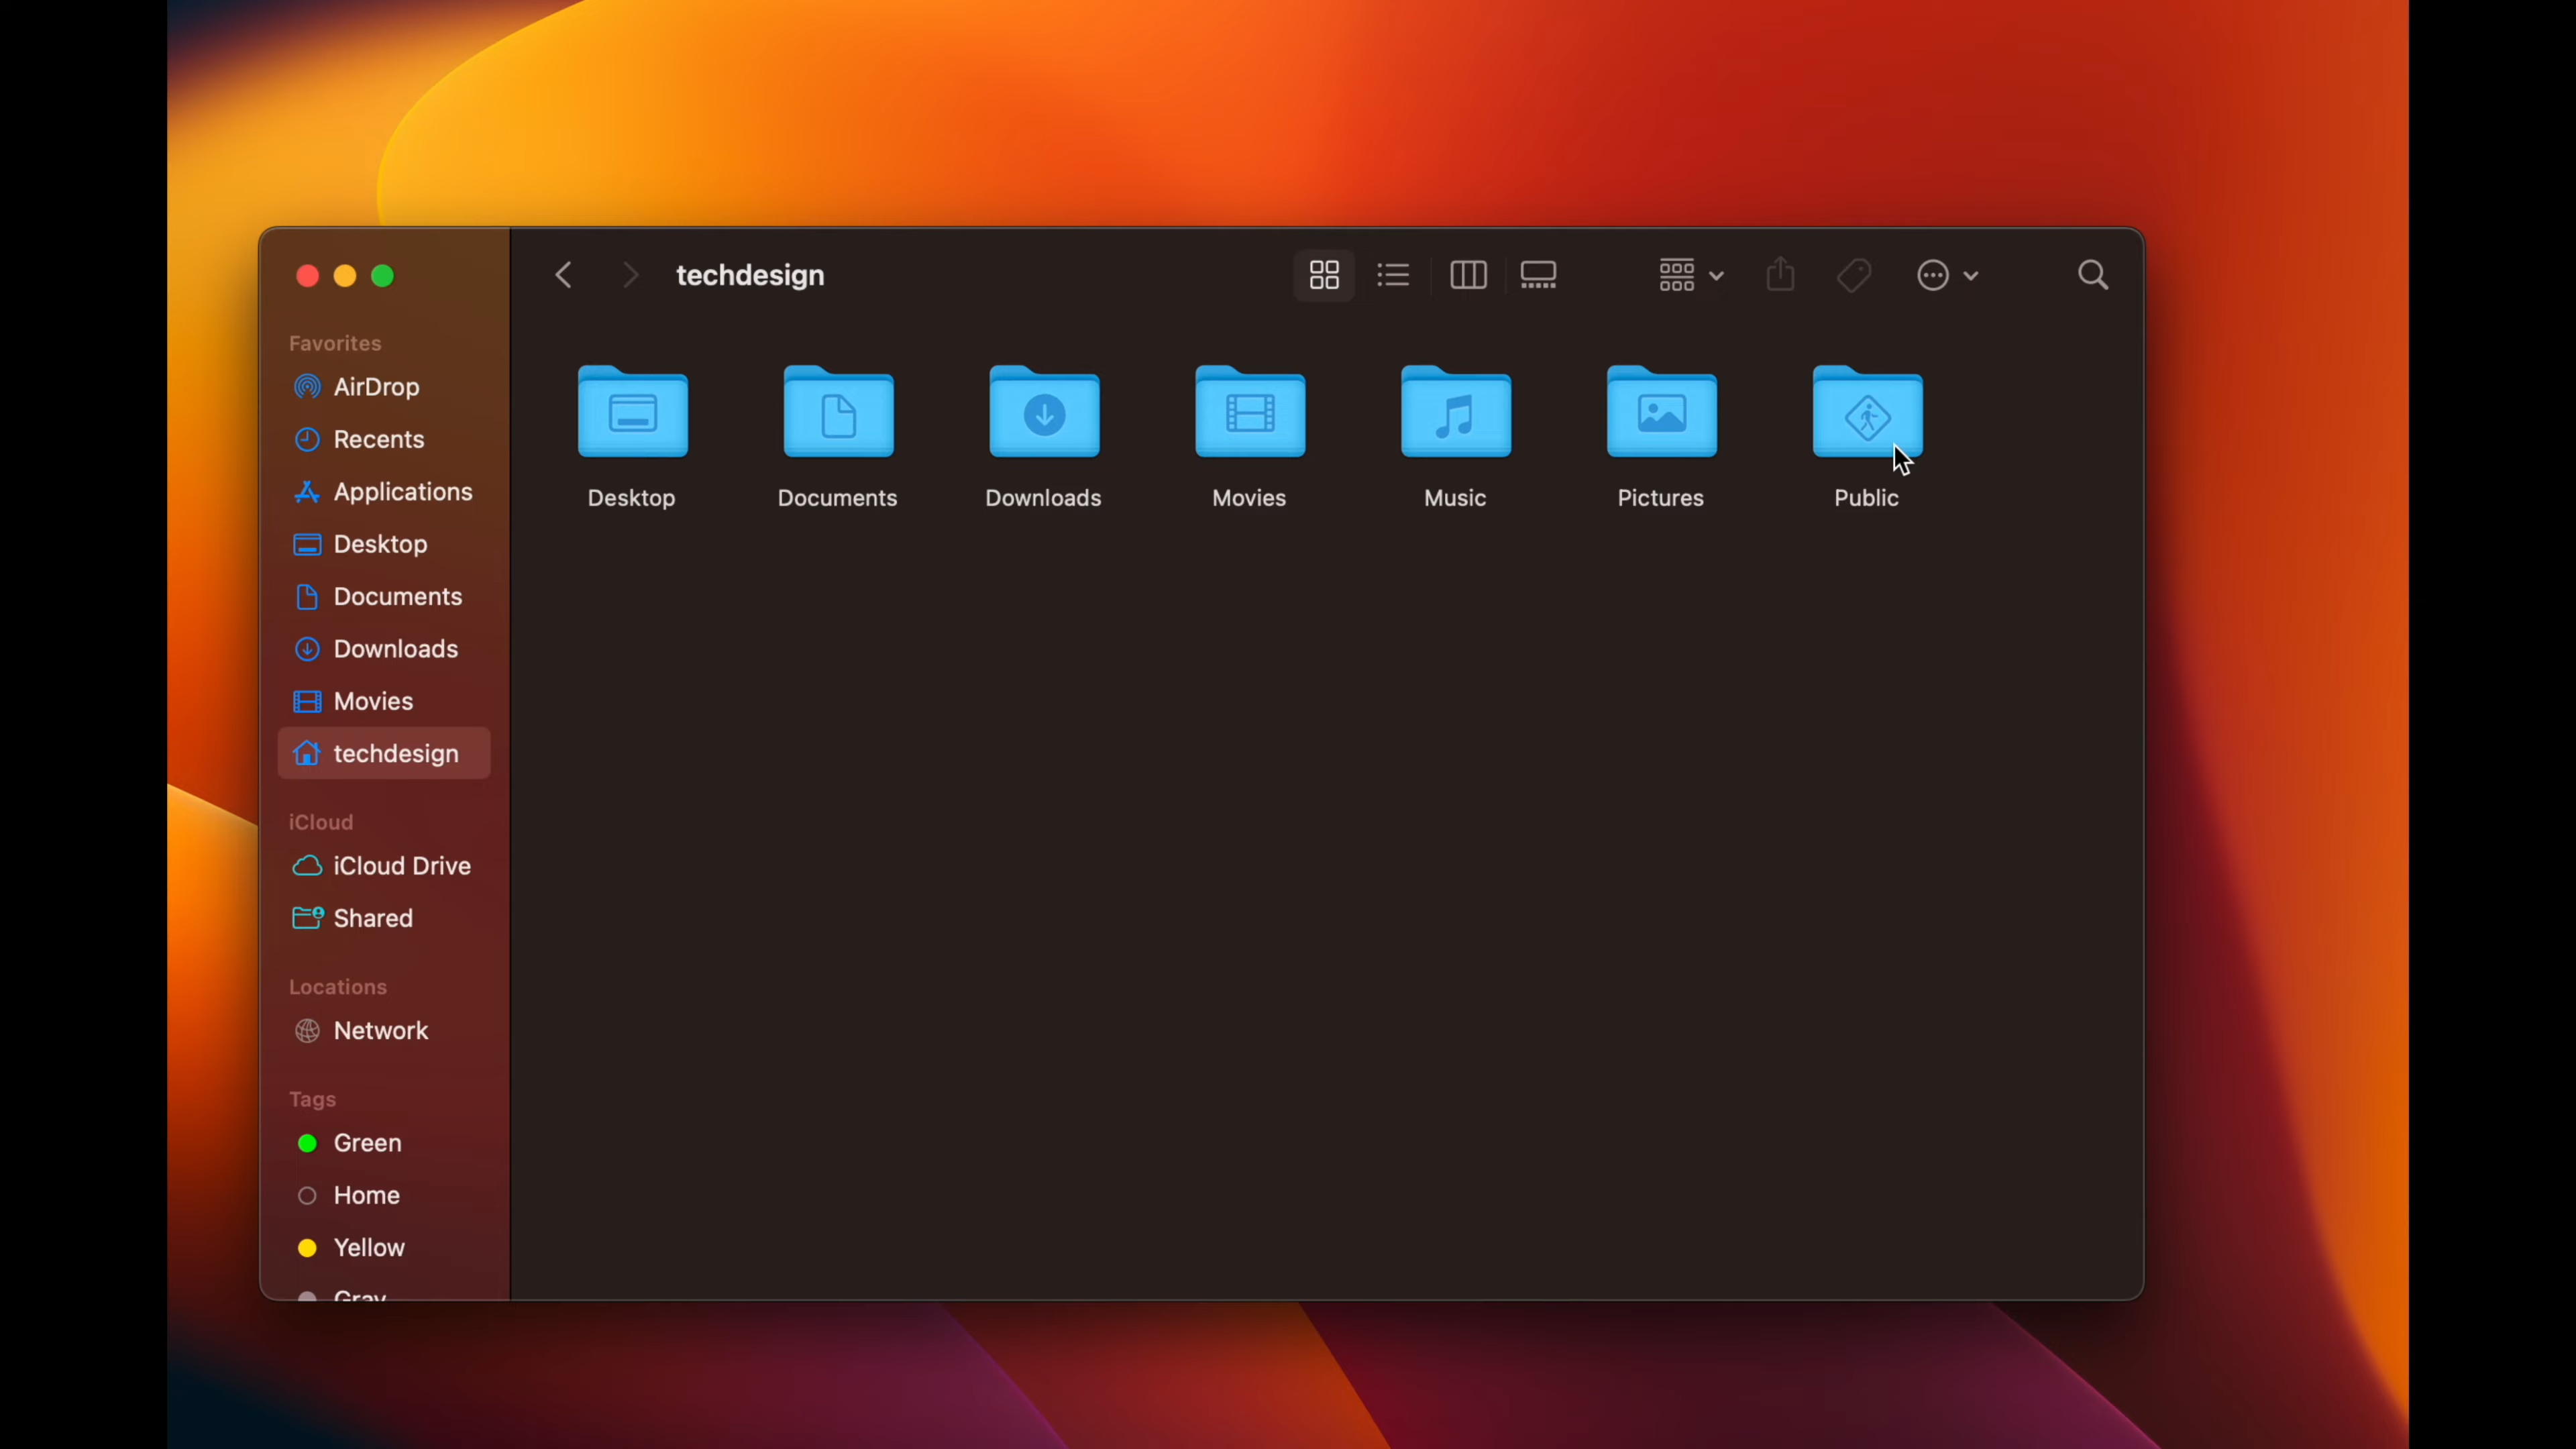 techdesign
Favorites
AirDrop
Recents
Applications
Desktop
Documents
Downloads
Movies
techdesign
iCloud
iCloud Drive
Shared
Locations
Network
Tags
Green
Home
Yellow
Gray
Desktop
Documents
Downloads
Movies
Music
Pictures
Public